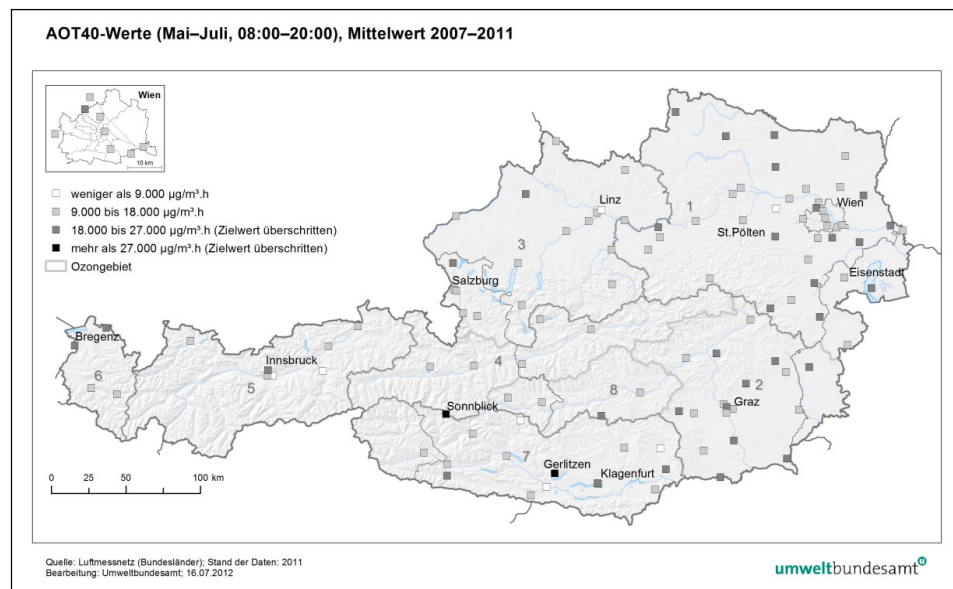 AOT40-Werte (Mai–Juli, 08:00–20:00), Mittelwert 2007–2011
Wien
10 km
weniger als 9.000 µg/m³.h
9.000 bis 18.000 µg/m³.h
18.000 bis 27.000 µg/m³.h (Zielwert überschritten)
mehr als 27.000 µg/m³.h (Zielwert überschritten)
Ozongebiet
Linz
1
Wien
St.Pölten
3
Eisenstadt
Salzburg
Bregenz
Innsbruck
4
6
5
8
2
Sonnblick
Graz
7
Gerlitzen
Klagenfurt
0 25 50 100 km
Quelle: Luftmessnetz (Bundesländer); Stand der Daten: 2011
Bearbeitung: Umweltbundesamt; 16.07.2012
umweltbundesamt
u